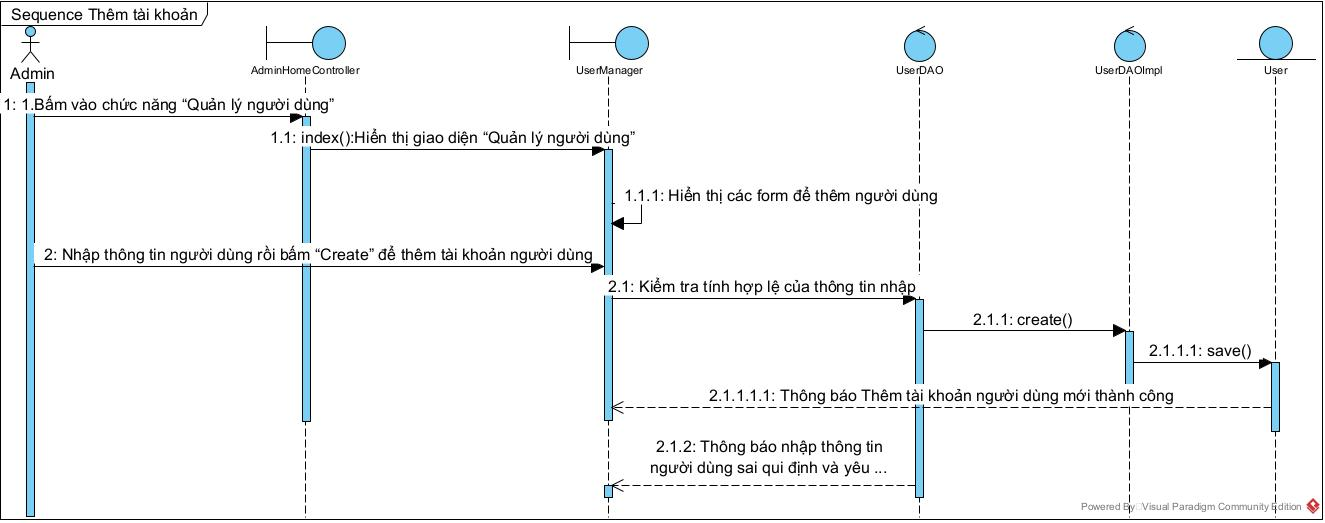 Sequence Thêm tài khoản
Admin
AdminHomeController
UserManager
UserDAO
UserDAOImpl
User
1: 1.Bấm vào chức năng “Quản lý người dùng”
1.1: index():Hiển thị giao diện “Quản lý người dùng”
1.1.1: Hiển thị các form để thêm người dùng
2: Nhập thông tin người dùng rồi bấm “Create” để thêm tài khoản người dùng
2.1: Kiểm tra tính hợp lệ của thông tin nhập
2.1.1: create()
2.1.1.1: save()
2.1.1.1.1: Thông báo Thêm tài khoản người dùng mới thành công
2.1.2: Thông báo nhập thông tin
người dùng sai qui định và yêu ...
Powered By Visual Paradigm Community Edition